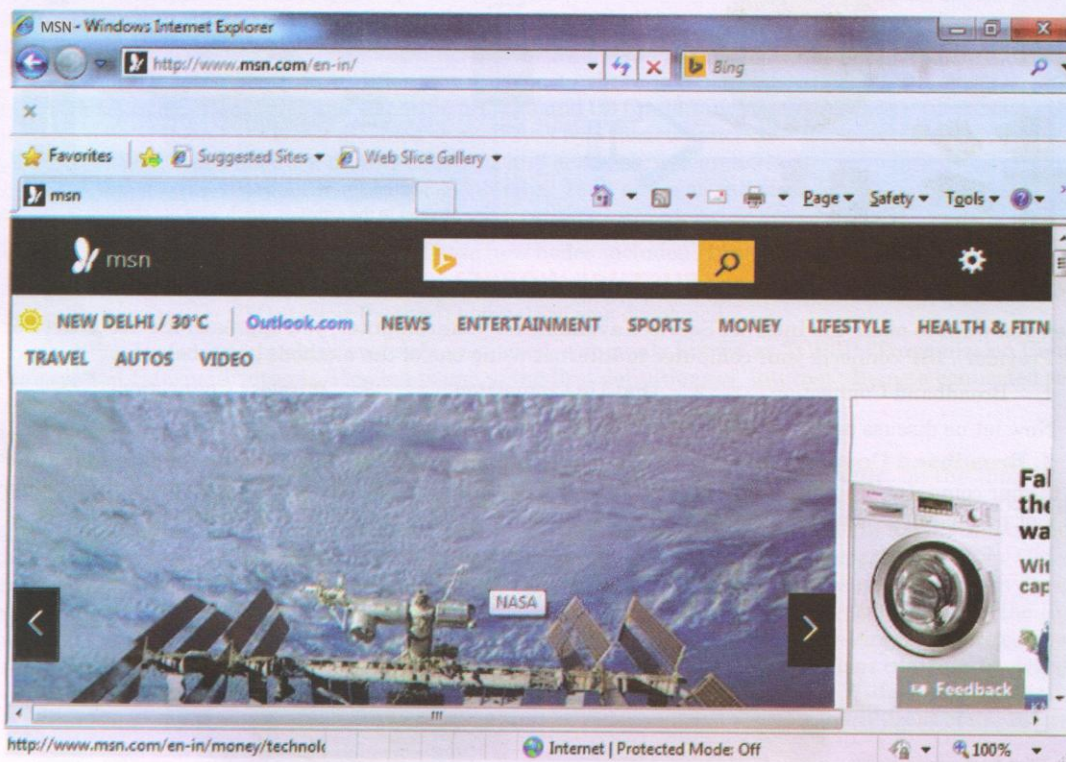 MSN - Windows Internet Explorer
http://www.msn.com/en-in/
Bing
Favorites Suggested Sites Web Slice Gallery
msn
Page Safety Tools
msn
NEW DELHI / 30°C Outlook.com NEWS ENTERTAINMENT SPORTS MONEY LIFESTYLE HEALTH & FITN
TRAVEL AUTOS VIDEO
NASA
Fal
the
wa
Wit
cap
Feedback
http://www.msn.com/en-in/money/technolo
Internet | Protected Mode: Off
100%